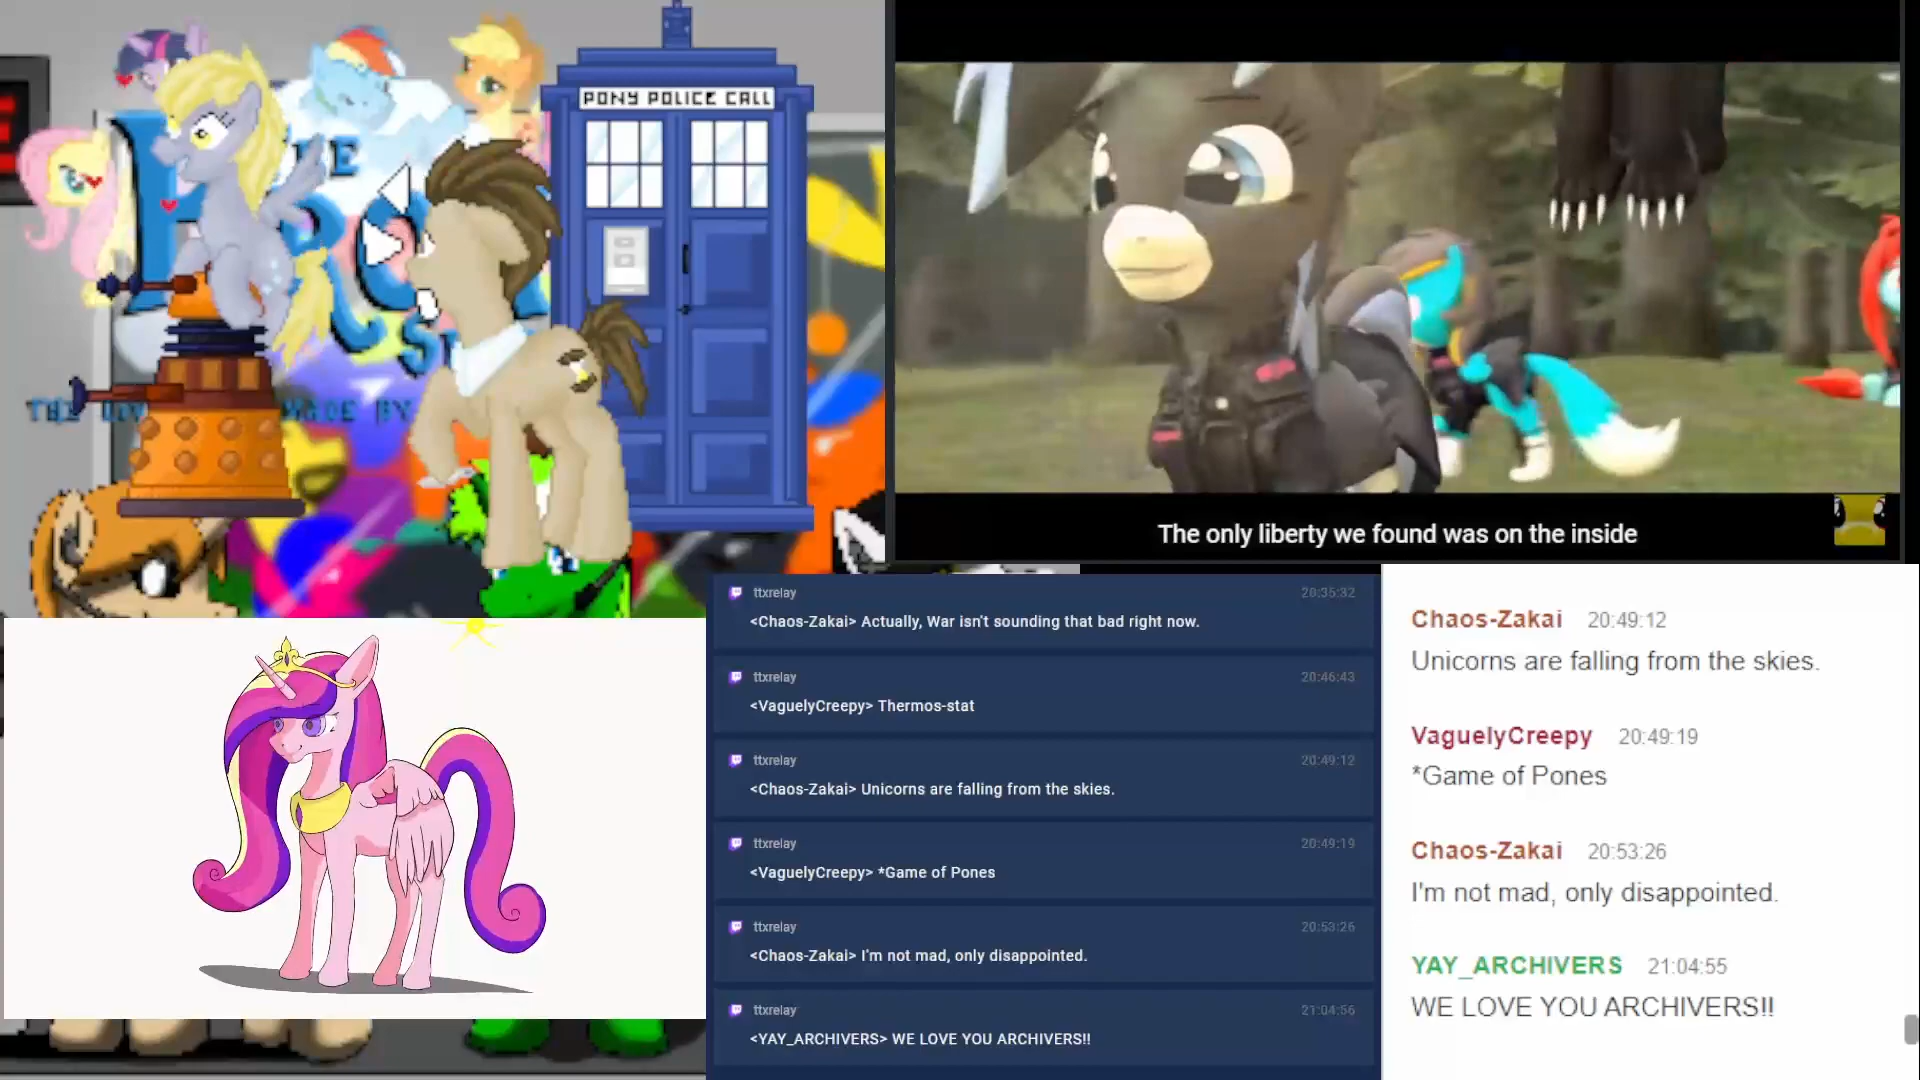 PONY POLICE CALL
MADE BY
The only liberty we found was on the inside
ttxrelay 20:35:32
<Chaos-Zakai> Actually, War isn't sounding that bad right now.
ttxrelay 20:46:43
<VaguelyCreepy> Thermos-stat
ttxrelay 20:49:12
<Chaos-Zakai> Unicorns are falling from the skies.
ttxrelay 20:49:19
<VaguelyCreepy> *Game of Pones
ttxrelay 20:53:26
<Chaos-Zakai> I'm not mad, only disappointed.
ttxrelay 21:04:56
<YAY_ARCHIVERS> WE LOVE YOU ARCHIVERS!!
Chaos-Zakai 20:49:12
Unicorns are falling from the skies.
VaguelyCreepy 20:49:19
*Game of Pones
Chaos-Zakai 20:53:26
I'm not mad, only disappointed.
YAY_ARCHIVERS 21:04:55
WE LOVE YOU ARCHIVERS!!